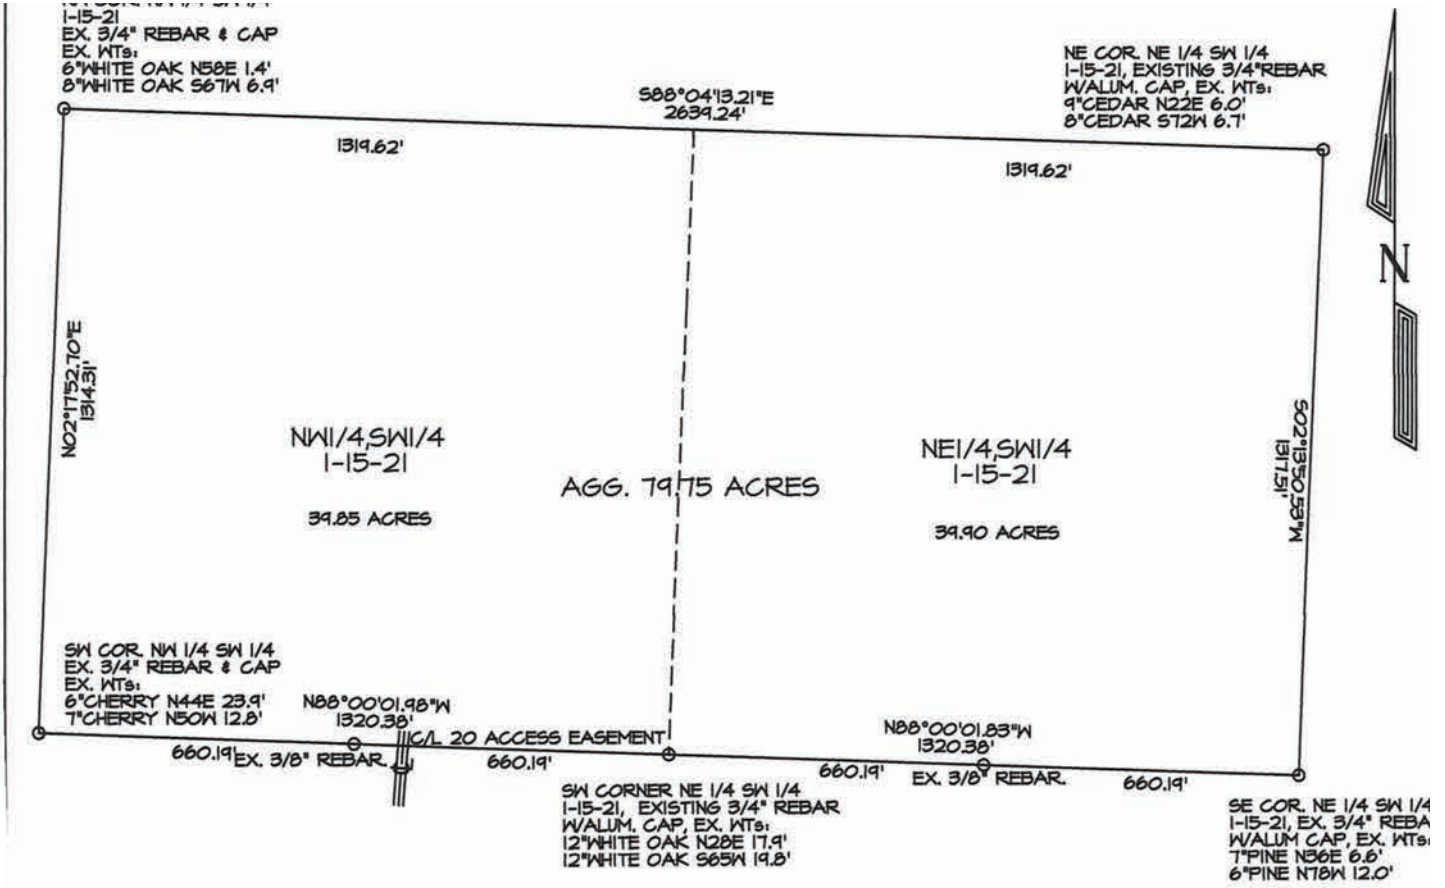 1-15-21
EX. 3/4" REBAR & CAP
EX. WTs:
6"WHITE OAK N58E 1.4'
8"WHITE OAK S67W 6.9'
S88°04'13.21"E
2639.24'
NE COR. NE 1/4 SW 1/4
1-15-21, EXISTING 3/4"REBAR
W/ALUM. CAP, EX. WTs:
9"CEDAR N22E 6.0'
8"CEDAR S72W 6.7'
1319.62'
1319.62'
N
N02°17'52.70"E
1314.31'
NW1/4,SW1/4
1-15-21
39.85 ACRES
AGG. 79.75 ACRES
NE1/4,SW1/4
1-15-21
39.90 ACRES
S02°13'50.53"W
1317.51'
SW COR. NW 1/4 SW 1/4
EX. 3/4" REBAR & CAP
EX. WTs:
6"CHERRY N44E 23.9'
7"CHERRY N50W 12.8'
N88°00'01.98"W
1320.38'
C/L 20 ACCESS EASEMENT
660.19'
EX. 3/8" REBAR.
660.19'
N88°00'01.83"W
1320.38'
660.19'
EX. 3/8" REBAR.
660.19'
SW CORNER NE 1/4 SW 1/4
1-15-21, EXISTING 3/4" REBAR
W/ALUM. CAP, EX. WTs:
12"WHITE OAK N28E 17.9'
12"WHITE OAK S65W 19.8'
SE COR. NE 1/4 SW 1/4
1-15-21, EX. 3/4" REBA
W/ALUM CAP, EX. WTs:
7"PINE N36E 6.6'
6"PINE N78W 12.0'